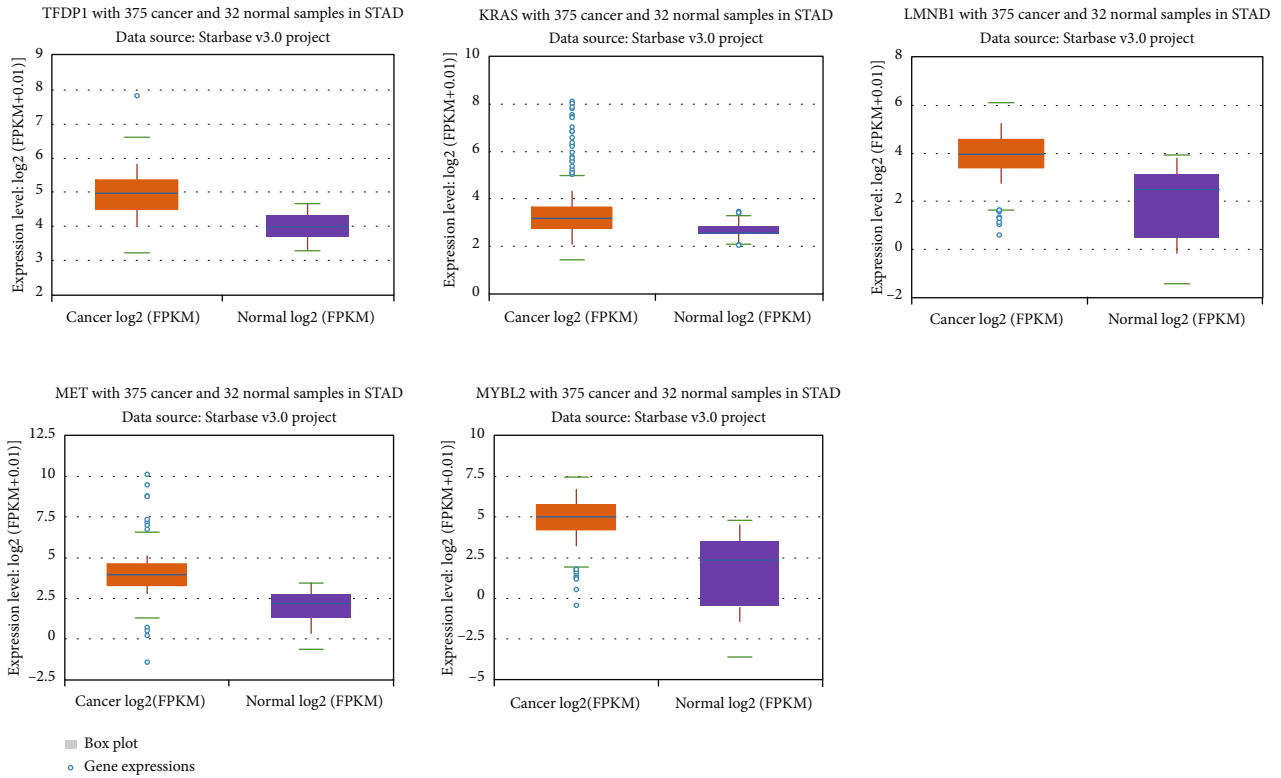 TFDP1 with 375 cancer and 32 normal samples in STAD
Data source: Starbase v3.0 project
Expression level: log2 (FPKM+0.01)]
9
8
7
6
5
4
3
2
Cancer log2 (FPKM)
Normal log2 (FPKM)
KRAS with 375 cancer and 32 normal samples in STAD
Data source: Starbase v3.0 project
Expression level: log2 (FPKM+0.01)]
10
8
6
4
2
0
Cancer log2 (FPKM)
Normal log2 (FPKM)
LMNB1 with 375 cancer and 32 normal samples in STAD
Data source: Starbase v3.0 project
Expression level: log2 (FPKM+0.01)]
8
6
4
2
0
−2
Cancer log2 (FPKM)
Normal log2 (FPKM)
MET with 375 cancer and 32 normal samples in STAD
Data source: Starbase v3.0 project
Expression level: log2 (FPKM+0.01)]
12.5
10
7.5
5
2.5
0
−2.5
Cancer log2(FPKM)
Normal log2 (FPKM)
MYBL2 with 375 cancer and 32 normal samples in STAD
Data source: Starbase v3.0 project
Expression level: log2 (FPKM+0.01)]
10
7.5
5
2.5
0
−2.5
−5
Cancer log2 (FPKM)
Normal log2 (FPKM)
Box plot
Gene expressions